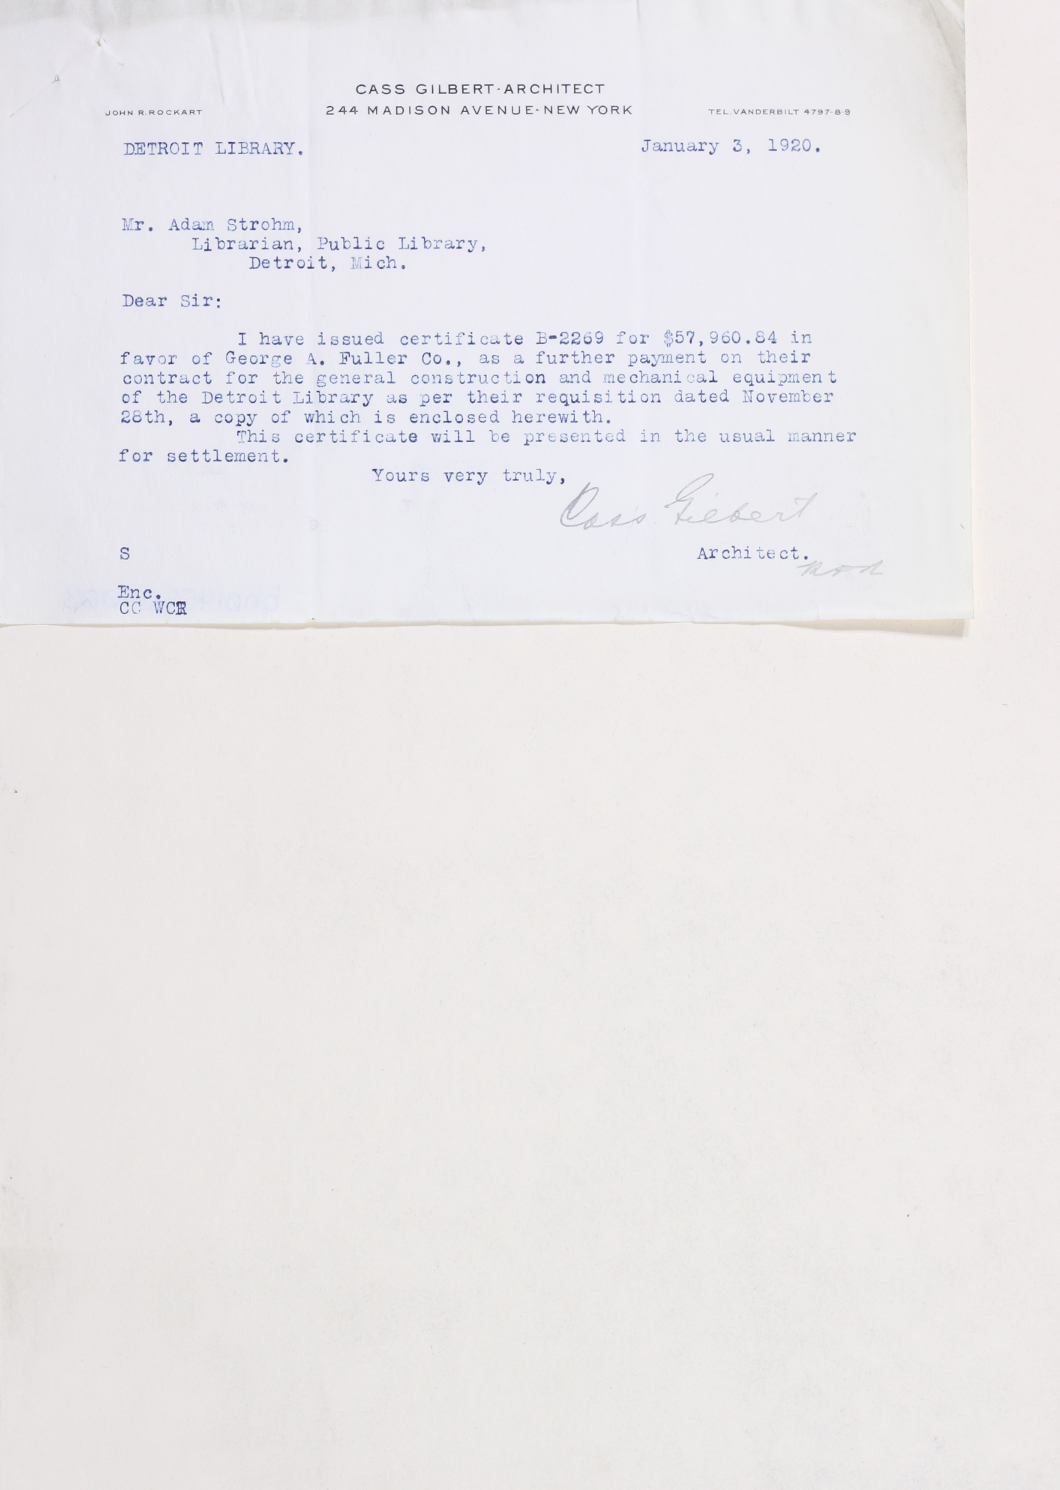 CASS GILBERT·ARCHITECT
JOHN R. ROCKART 244 MADISON AVENUE·NEW YORK TEL. VANDERBILT 4797-8-9
DETROIT LIBRARY. January 3, 1920.
Mr. Adam Strohm,
Librarian, Public Library,
Detroit, Mich.
Dear Sir:
I have issued certificate B-2269 for $57,960.84 in
favor of George A. Fuller Co., as a further payment on their
contract for the general construction and mechanical equipment
of the Detroit Library as per their requisition dated November
28th, a copy of which is enclosed herewith.
This certificate will be presented in the usual manner
for settlement.
Yours very truly,
Cass Gilbert
S Architect.
Enc.
CC WCR